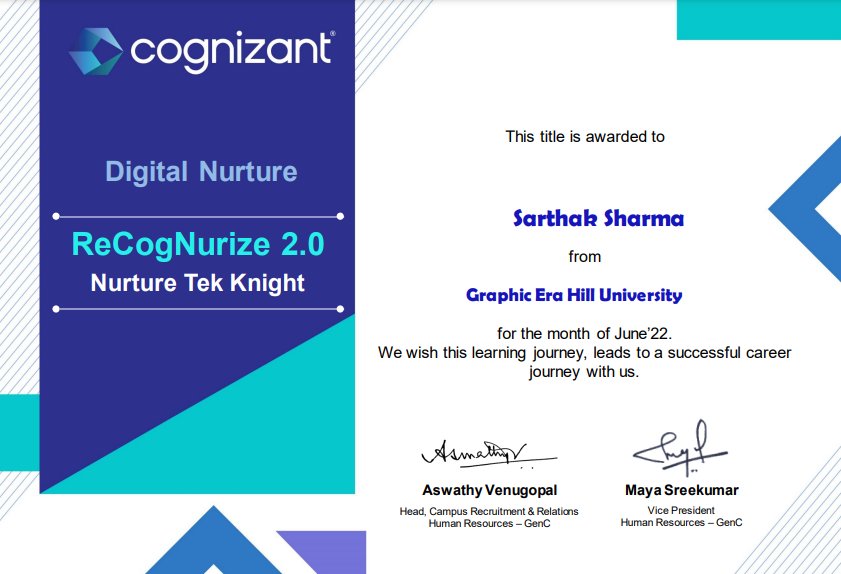 cognizant®
Digital Nurture
ReCogNurize 2.0
Nurture Tek Knight
This title is awarded to
Sarthak Sharma
from
Graphic Era Hill University
for the month of June’22.
We wish this learning journey, leads to a successful career
journey with us.
Aswathy V
Aswathy Venugopal
Head, Campus Recruitment & Relations
Human Resources – GenC
Maya Sreekumar
Vice President
Human Resources – GenC